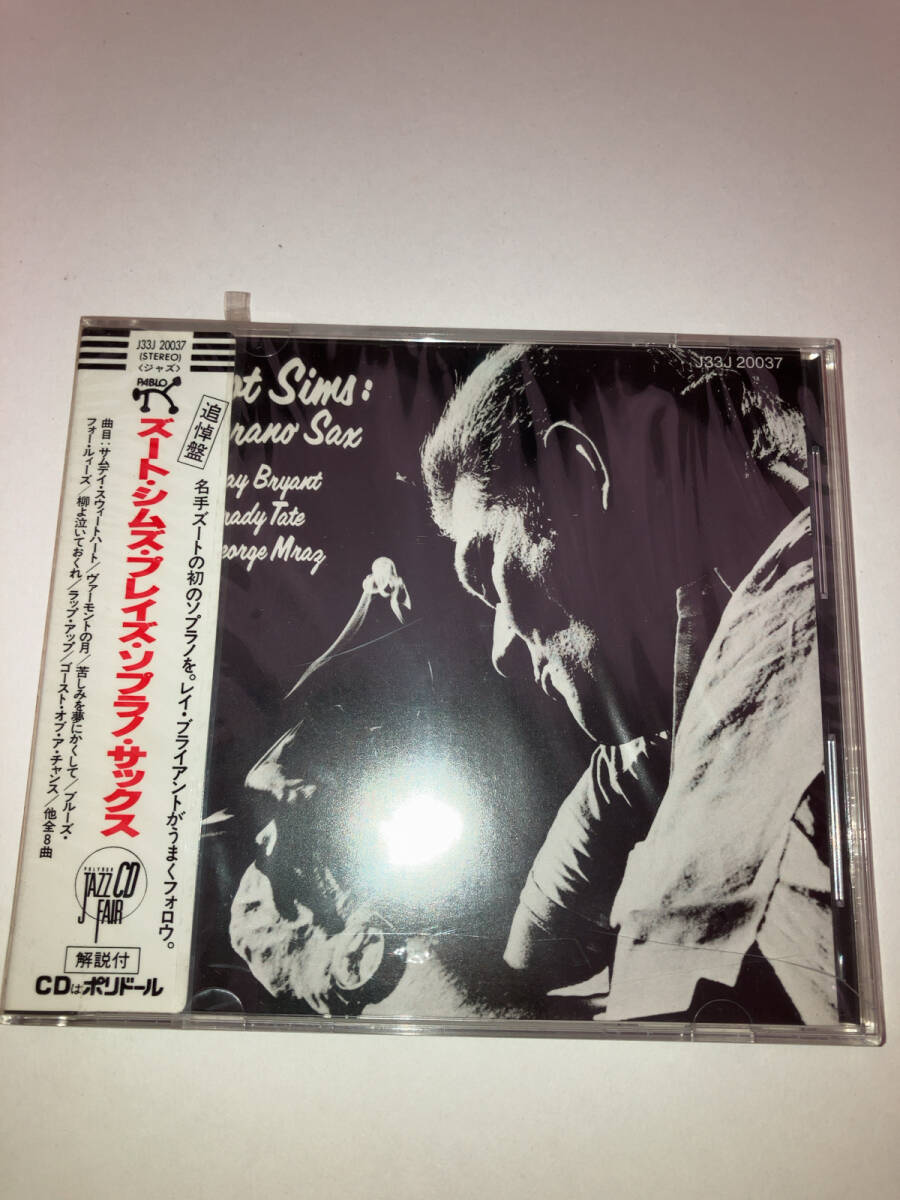 J33J 20037
(STEREO)
〈ジャズ〉
PABLO
追悼盤
名手ズートの初のソプラノを。レイ・ブライアントがうまくフォロウ。
ズート・シムズ・プレイズ・ソプラノ・サックス
曲目:サムデイ・スウィートハート/ヴァーモントの月/苦しみを夢にかくして/ブルーズ・
フォー・ルィーズ/柳よ泣いておくれ/ラップ・アップ/ゴースト・オブ・ア・チャンス/他全8曲
POLYDOR
JAZZ CD
FAIR
解説付
CDはポリドール
J33J 20037
ot Sims:
rano Sax
ay Bryant
rady Tate
eorge Mraz